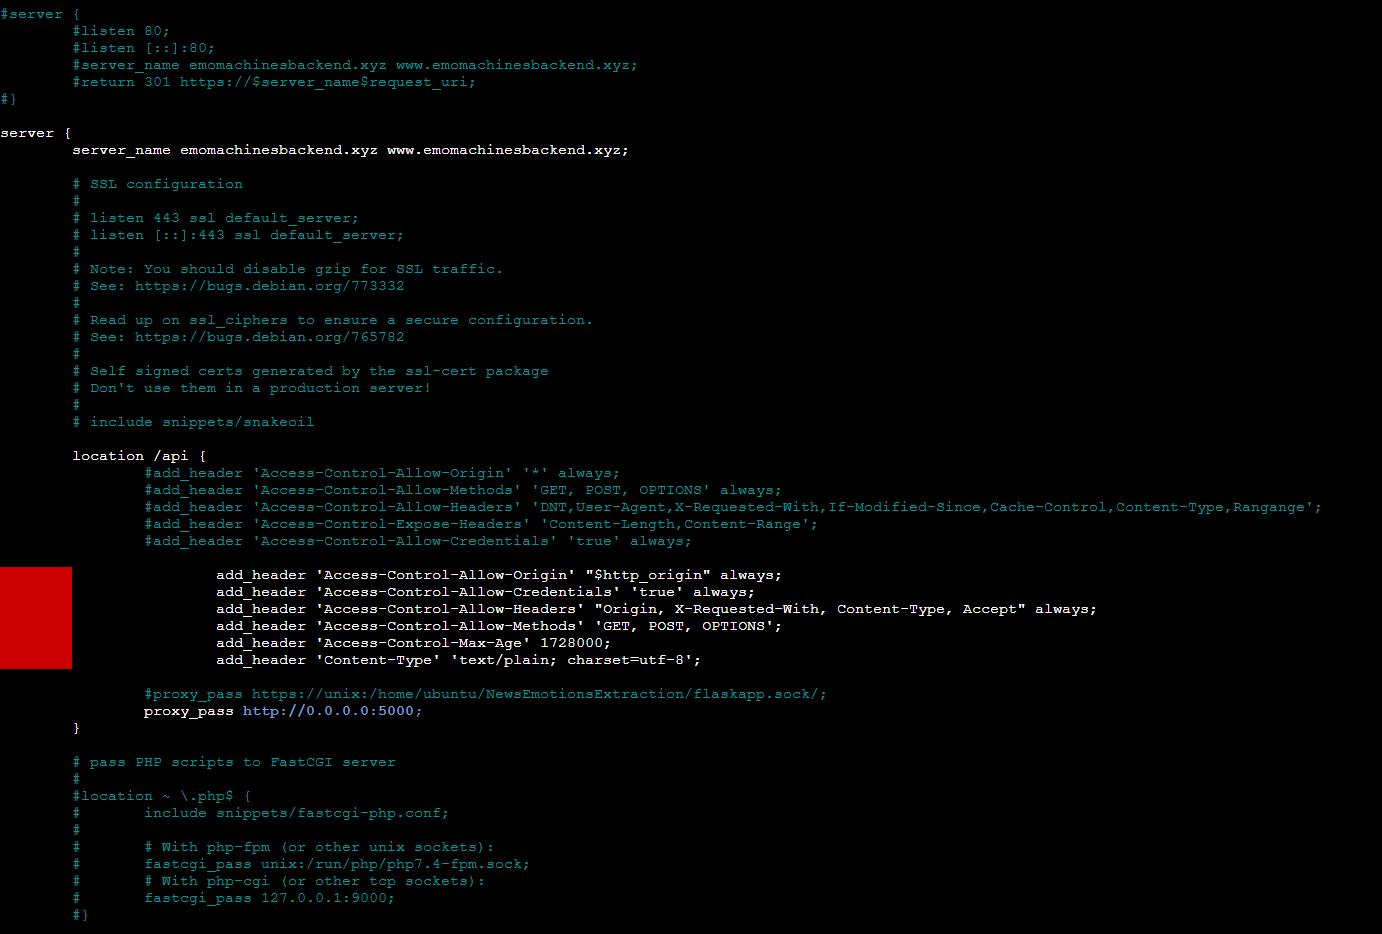 #server {
#listen 80;
#listen [::]:80;
#server_name emomachinesbackend.xyz www.emomachinesbackend.xyz;
#return 301 https://$server_name$request_uri;
#}
server {
server_name emomachinesbackend.xyz www.emomachinesbackend.xyz;
# SSL configuration
#
# listen 443 ssl default_server;
# listen [::]:443 ssl default_server;
#
# Note: You should disable gzip for SSL traffic.
# See: https://bugs.debian.org/773332
#
# Read up on ssl_ciphers to ensure a secure configuration.
# See: https://bugs.debian.org/765782
#
# Self signed certs generated by the ssl-cert package
# Don't use them in a production server!
#
# include snippets/snakeoil
location /api {
#add_header 'Access-Control-Allow-Origin' '*' always;
#add_header 'Access-Control-Allow-Methods' 'GET, POST, OPTIONS' always;
#add_header 'Access-Control-Allow-Headers' 'DNT,User-Agent,X-Requested-With,If-Modified-Since,Cache-Control,Content-Type,Rangange';
#add_header 'Access-Control-Expose-Headers' 'Content-Length,Content-Range';
#add_header 'Access-Control-Allow-Credentials' 'true' always;
add_header 'Access-Control-Allow-Origin' "$http_origin" always;
add_header 'Access-Control-Allow-Credentials' 'true' always;
add_header 'Access-Control-Allow-Headers' "Origin, X-Requested-With, Content-Type, Accept" always;
add_header 'Access-Control-Allow-Methods' 'GET, POST, OPTIONS';
add_header 'Access-Control-Max-Age' 1728000;
add_header 'Content-Type' 'text/plain; charset=utf-8';
#proxy_pass https://unix:/home/ubuntu/NewsEmotionsExtraction/flaskapp.sock/;
proxy_pass http://0.0.0.0:5000;
}
# pass PHP scripts to FastCGI server
#
#location ~ \.php$ {
# include snippets/fastcgi-php.conf;
#
# # With php-fpm (or other unix sockets):
# fastcgi_pass unix:/run/php/php7.4-fpm.sock;
# # With php-cgi (or other tcp sockets):
# fastcgi_pass 127.0.0.1:9000;
#}